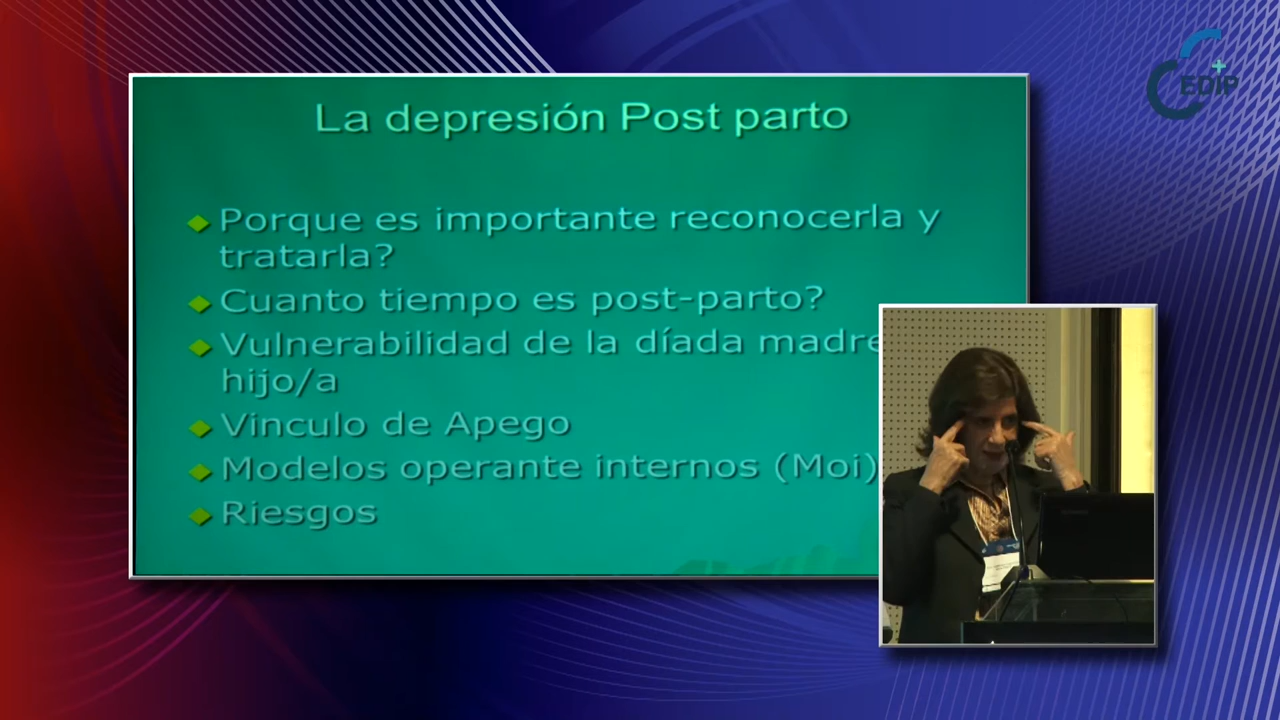 La depresión Post parto
Porque es importante reconocerla y
tratarla?
Cuanto tiempo es post-parto?
Vulnerabilidad de la díada madre
hijo/a
Vinculo de Apego
Modelos operante internos (Moi)
Riesgos
CEDIP